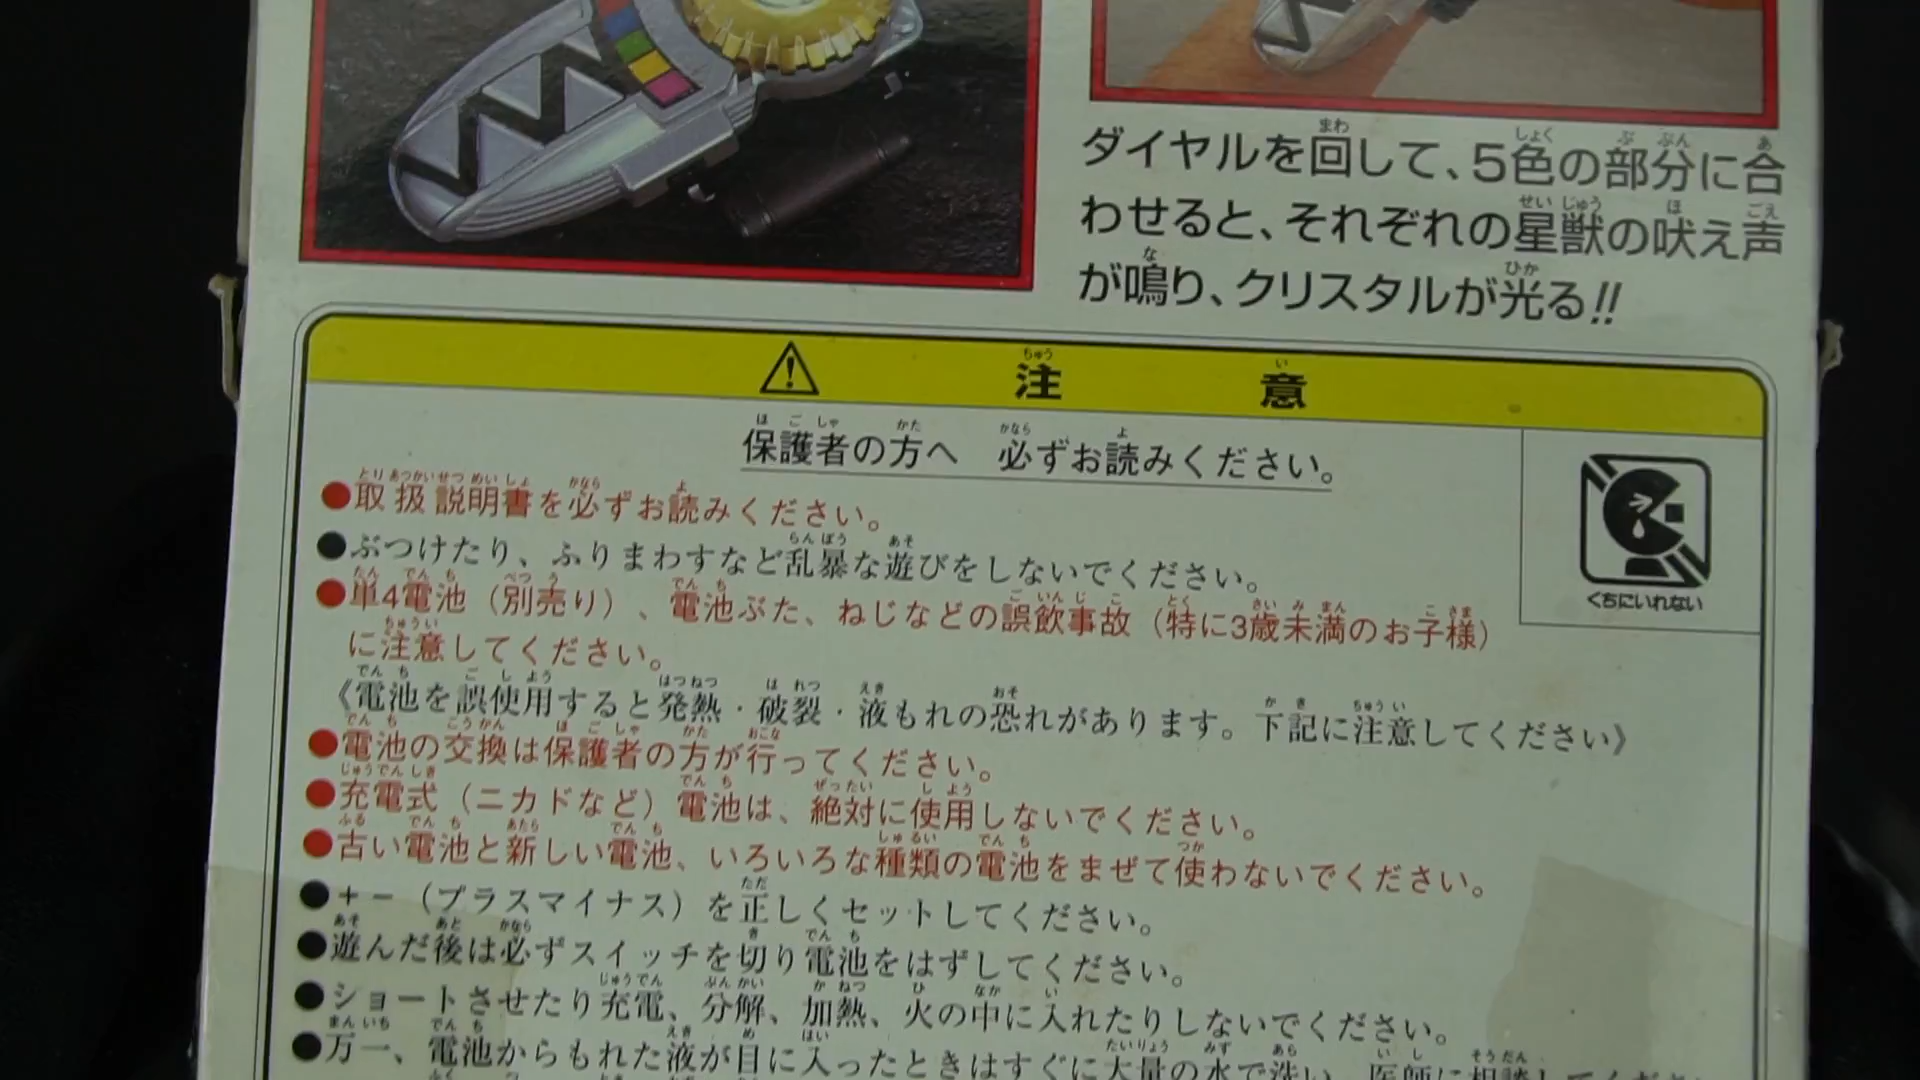 ダイヤルを回して、5色の部分に合
わせると、それぞれの星獣の吠え声
が鳴り、クリスタルが光る!!
⚠ 注意
保護者の方へ 必ずお読みください。
●取扱説明書を必ずお読みください。
●ぶつけたり、ふりまわすなど乱暴な遊びをしないでください。
●単4電池（別売り）、電池ぶた、ねじなどの誤飲事故（特に3歳未満のお子様）
に注意してください。
《電池を誤使用すると発熱・破裂・液もれの恐れがあります。下記に注意してください》
●電池の交換は保護者の方が行ってください。
●充電式（ニカドなど）電池は、絶対に使用しないでください。
●古い電池と新しい電池、いろいろな種類の電池をまぜて使わないでください。
●＋－（プラスマイナス）を正しくセットしてください。
●遊んだ後は必ずスイッチを切り電池をはずしてください。
●ショートさせたり充電、分解、加熱、火の中に入れたりしないでください。
●万一、電池からもれた液が目に入ったときはすぐに大量の水で洗い、医師に相談してくださ
くちにいれない